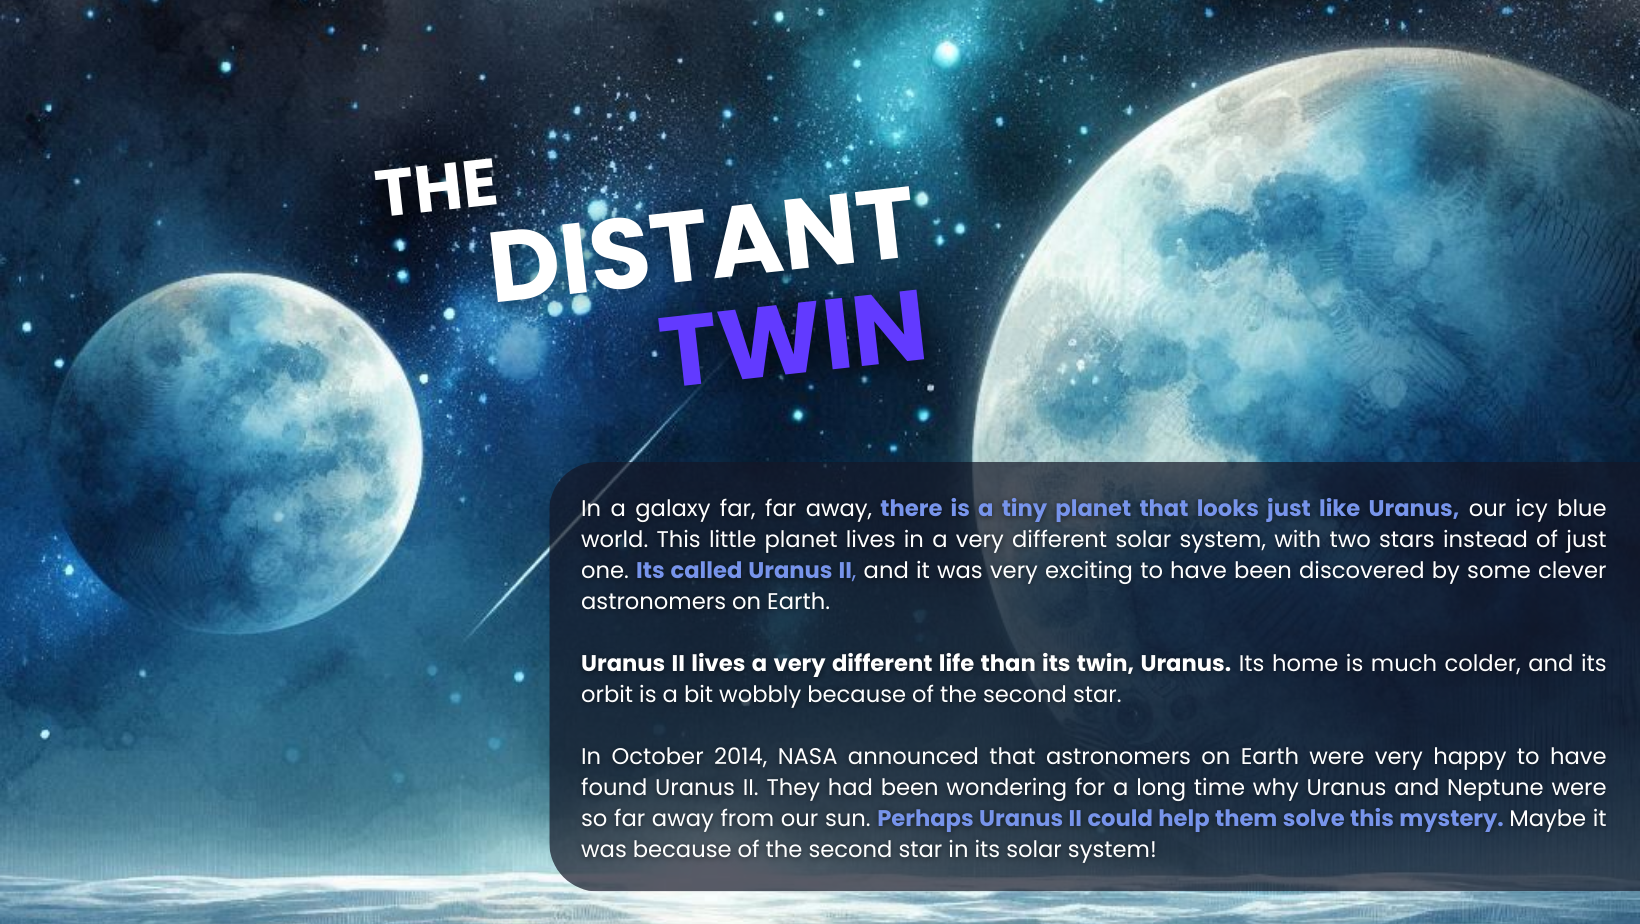 THE
DISTANT
TWIN
In a galaxy far, far away, there is a tiny planet that looks just like Uranus, our icy blue
world. This little planet lives in a very different solar system, with two stars instead of just
one. Its called Uranus II, and it was very exciting to have been discovered by some clever
astronomers on Earth.
Uranus II lives a very different life than its twin, Uranus. Its home is much colder, and its
orbit is a bit wobbly because of the second star.
In October 2014, NASA announced that astronomers on Earth were very happy to have
found Uranus II. They had been wondering for a long time why Uranus and Neptune were
so far away from our sun. Perhaps Uranus II could help them solve this mystery. Maybe it
was because of the second star in its solar system!